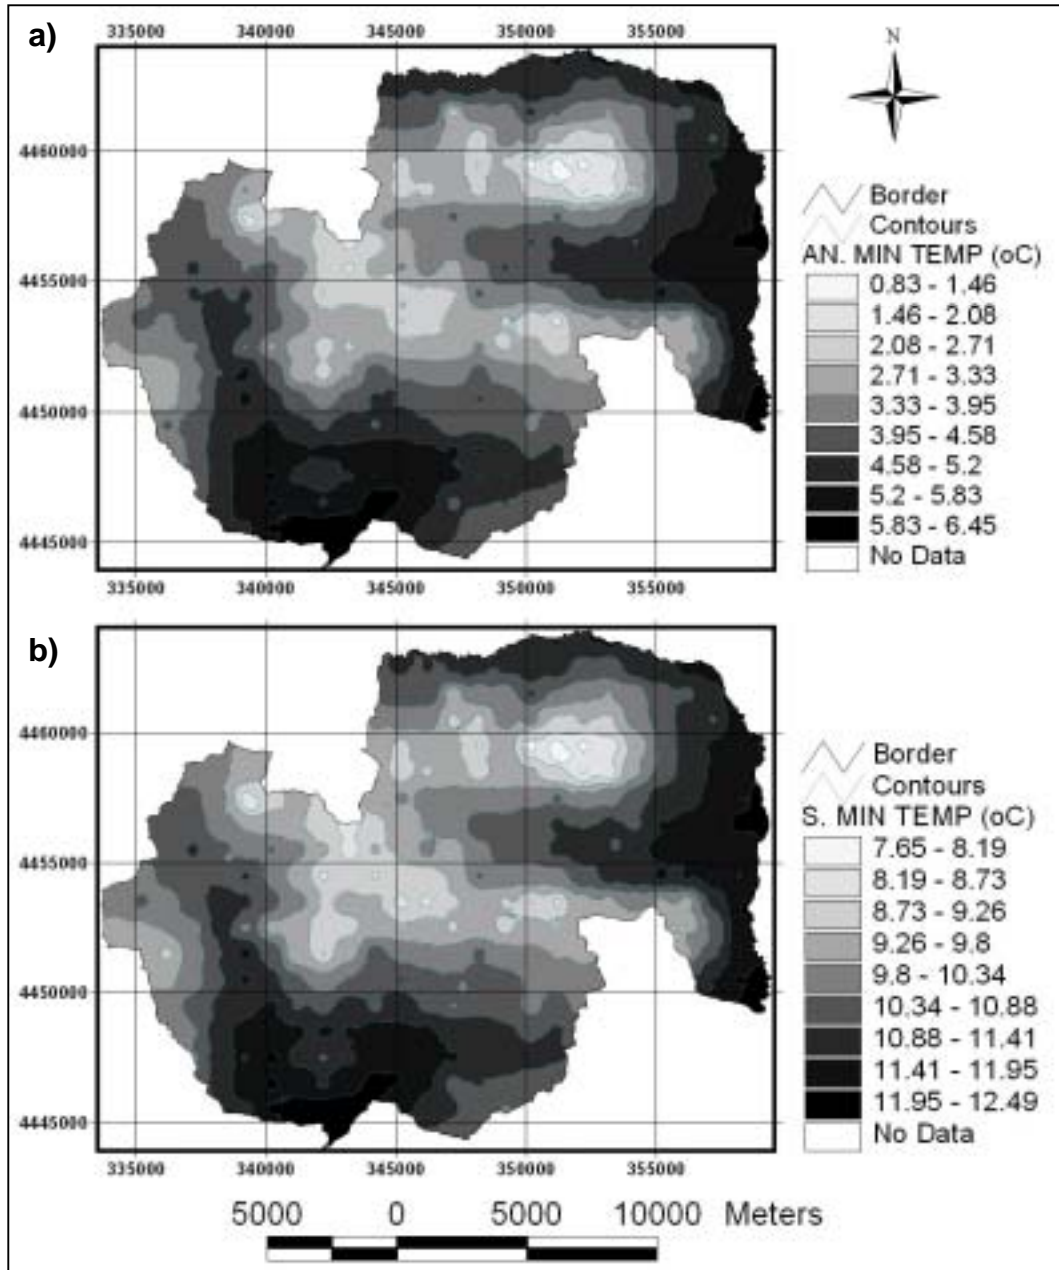 a)
335000 340000 345000 350000 355000
N
4460000
4455000
4450000
4445000
335000 340000 345000 350000 355000
Border
Contours
AN. MIN TEMP (oC)
0.83 - 1.46
1.46 - 2.08
2.08 - 2.71
2.71 - 3.33
3.33 - 3.95
3.95 - 4.58
4.58 - 5.2
5.2 - 5.83
5.83 - 6.45
No Data
b)
4460000
4455000
4450000
4445000
335000 340000 345000 350000 355000
Border
Contours
S. MIN TEMP (oC)
7.65 - 8.19
8.19 - 8.73
8.73 - 9.26
9.26 - 9.8
9.8 - 10.34
10.34 - 10.88
10.88 - 11.41
11.41 - 11.95
11.95 - 12.49
No Data
5000 0 5000 10000 Meters